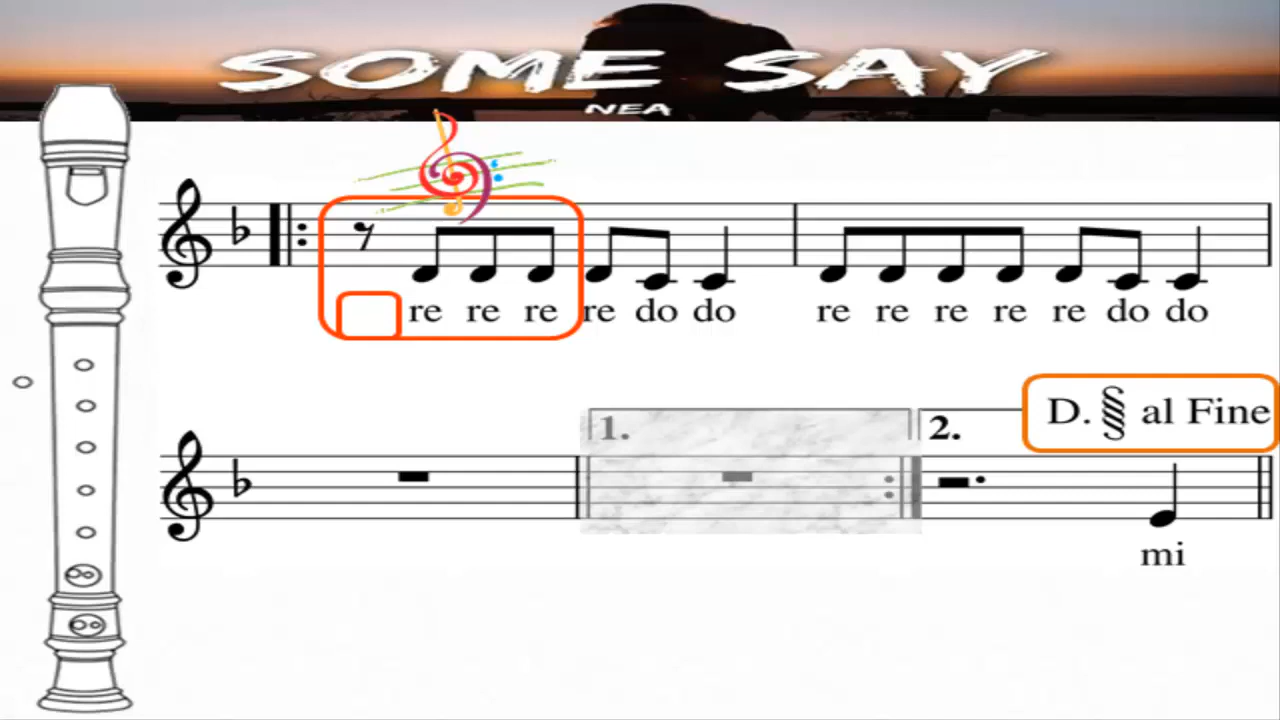 SOME SAY
NEA
re re re re do do re re re re re do do
1. 2. D. 𝄋 al Fine
mi